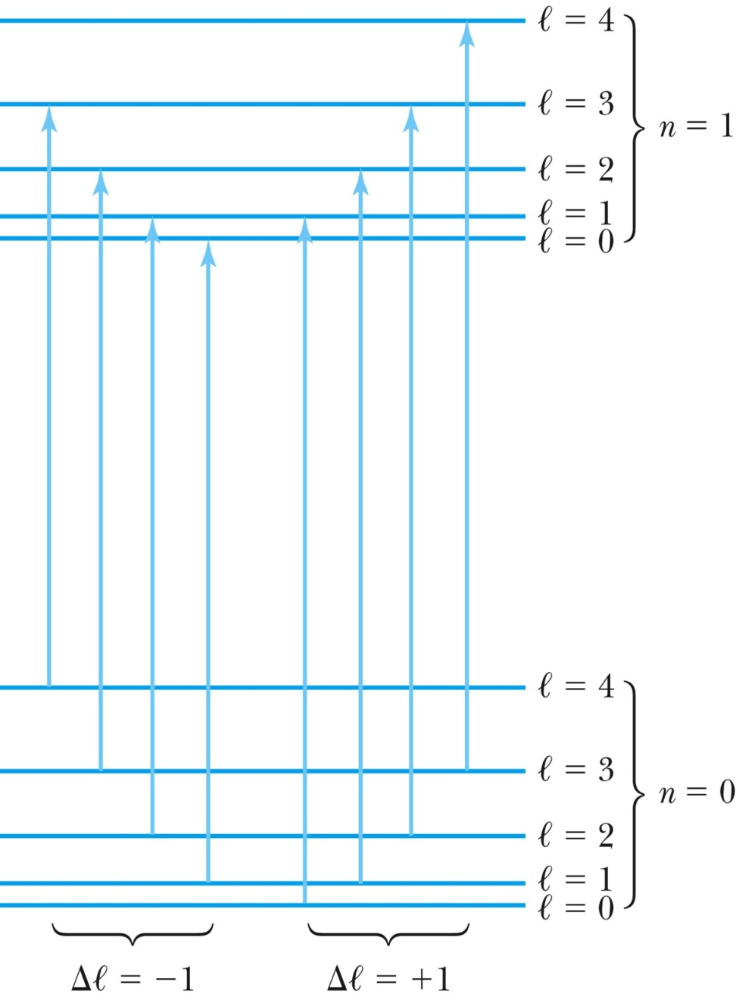 ℓ = 4
ℓ = 3
n = 1
ℓ = 2
ℓ = 1
ℓ = 0
ℓ = 4
ℓ = 3
n = 0
ℓ = 2
ℓ = 1
ℓ = 0
Δℓ = −1
Δℓ = +1